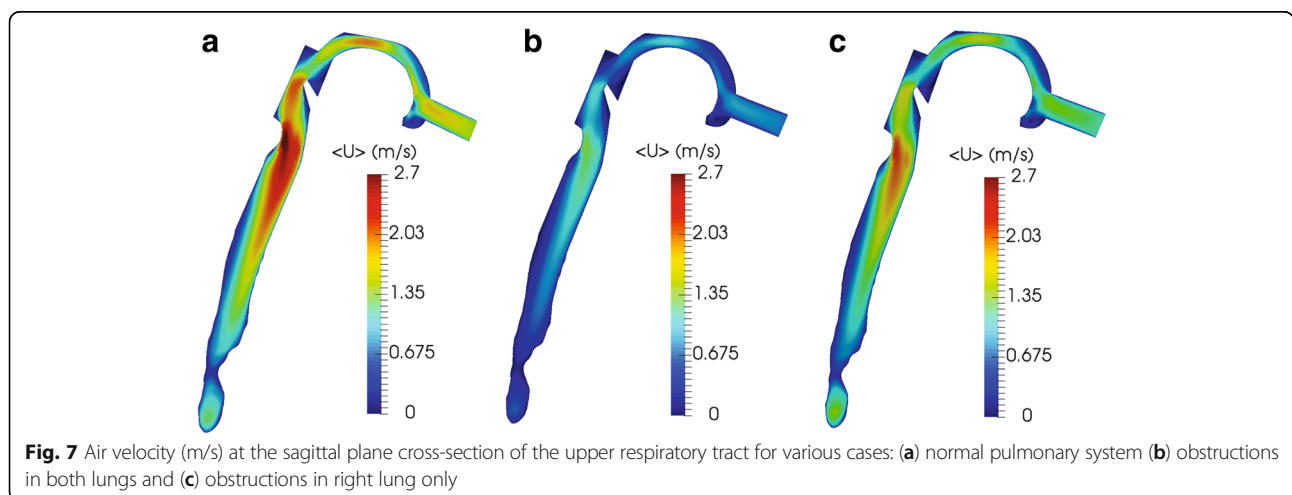 a
b
c
<U> (m/s)
2.7
2.03
1.35
0.675
0
<U> (m/s)
2.7
2.03
1.35
0.675
0
<U> (m/s)
2.7
2.03
1.35
0.675
0
Fig. 7 Air velocity (m/s) at the sagittal plane cross-section of the upper respiratory tract for various cases: (a) normal pulmonary system (b) obstructions
in both lungs and (c) obstructions in right lung only